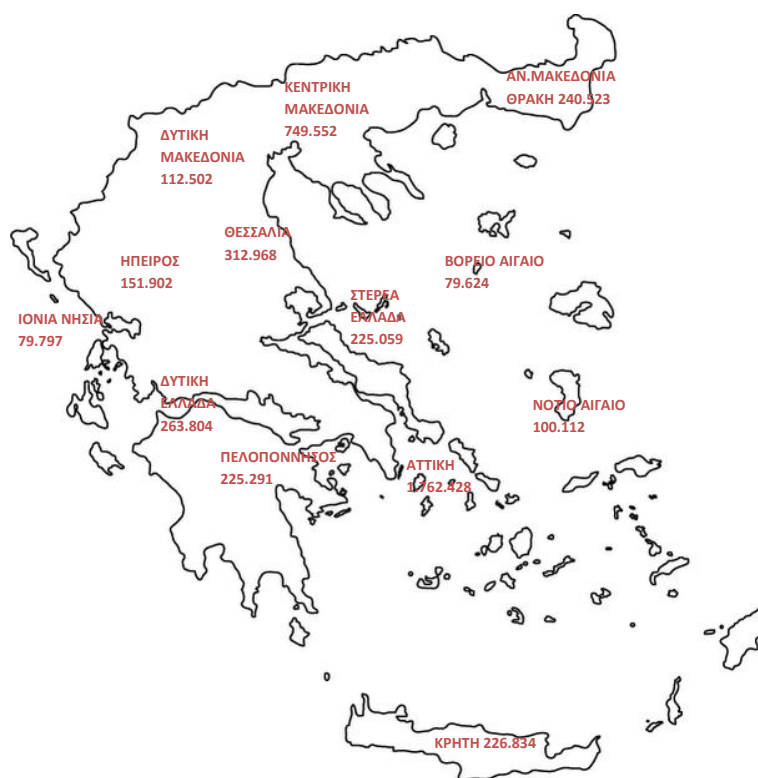 ΑΝ.ΜΑΚΕΔΟΝΙΑ
ΘΡΑΚΗ 240.523
ΚΕΝΤΡΙΚΗ
ΜΑΚΕΔΟΝΙΑ
749.552
ΔΥΤΙΚΗ
ΜΑΚΕΔΟΝΙΑ
112.502
ΘΕΣΣΑΛΙΑ
312.968
ΗΠΕΙΡΟΣ
151.902
ΒΟΡΕΙΟ ΑΙΓΑΙΟ
79.624
ΣΤΕΡΕΑ
ΕΛΛΑΔΑ
225.059
ΙΟΝΙΑ ΝΗΣΙΑ
79.797
ΔΥΤΙΚΗ
ΕΛΛΑΔΑ
263.804
ΝΟΤΙΟ ΑΙΓΑΙΟ
100.112
ΠΕΛΟΠΟΝΝΗΣΟΣ
225.291
ΑΤΤΙΚΗ
1.762.428
ΚΡΗΤΗ 226.834